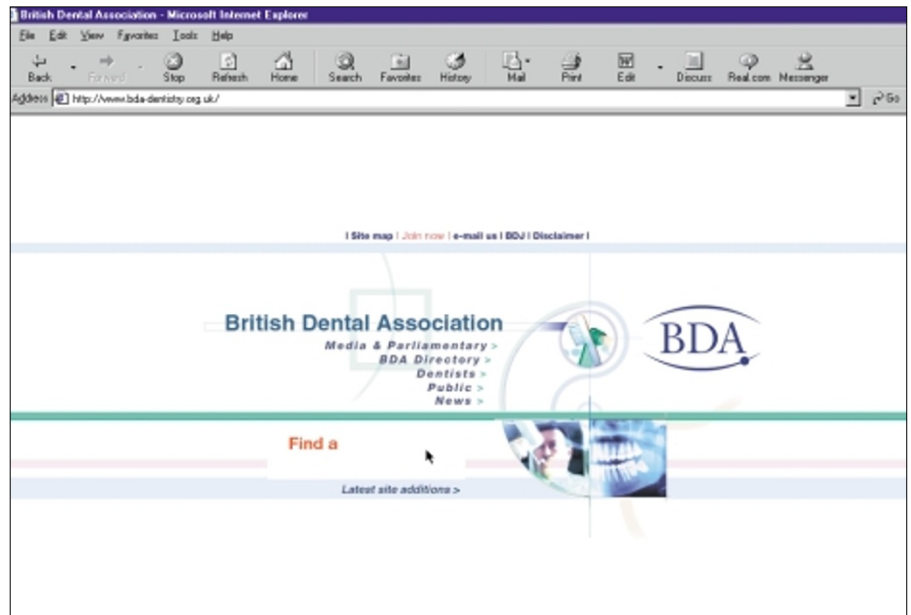 British Dental Association - Microsoft Internet Explorer
File Edit View Favorites Tools Help
Back Forward Stop Refresh Home Search Favorites History Mail Print Edit Discuss Real.com Messenger
Address http://www.bda-dentistry.org.uk/ Go
| Site map | Join now | e-mail us | BDJ | Disclaimer |
British Dental Association
Media & Parliamentary >
BDA Directory >
Dentists >
Public >
News >
BDA
Find a
Latest site additions >